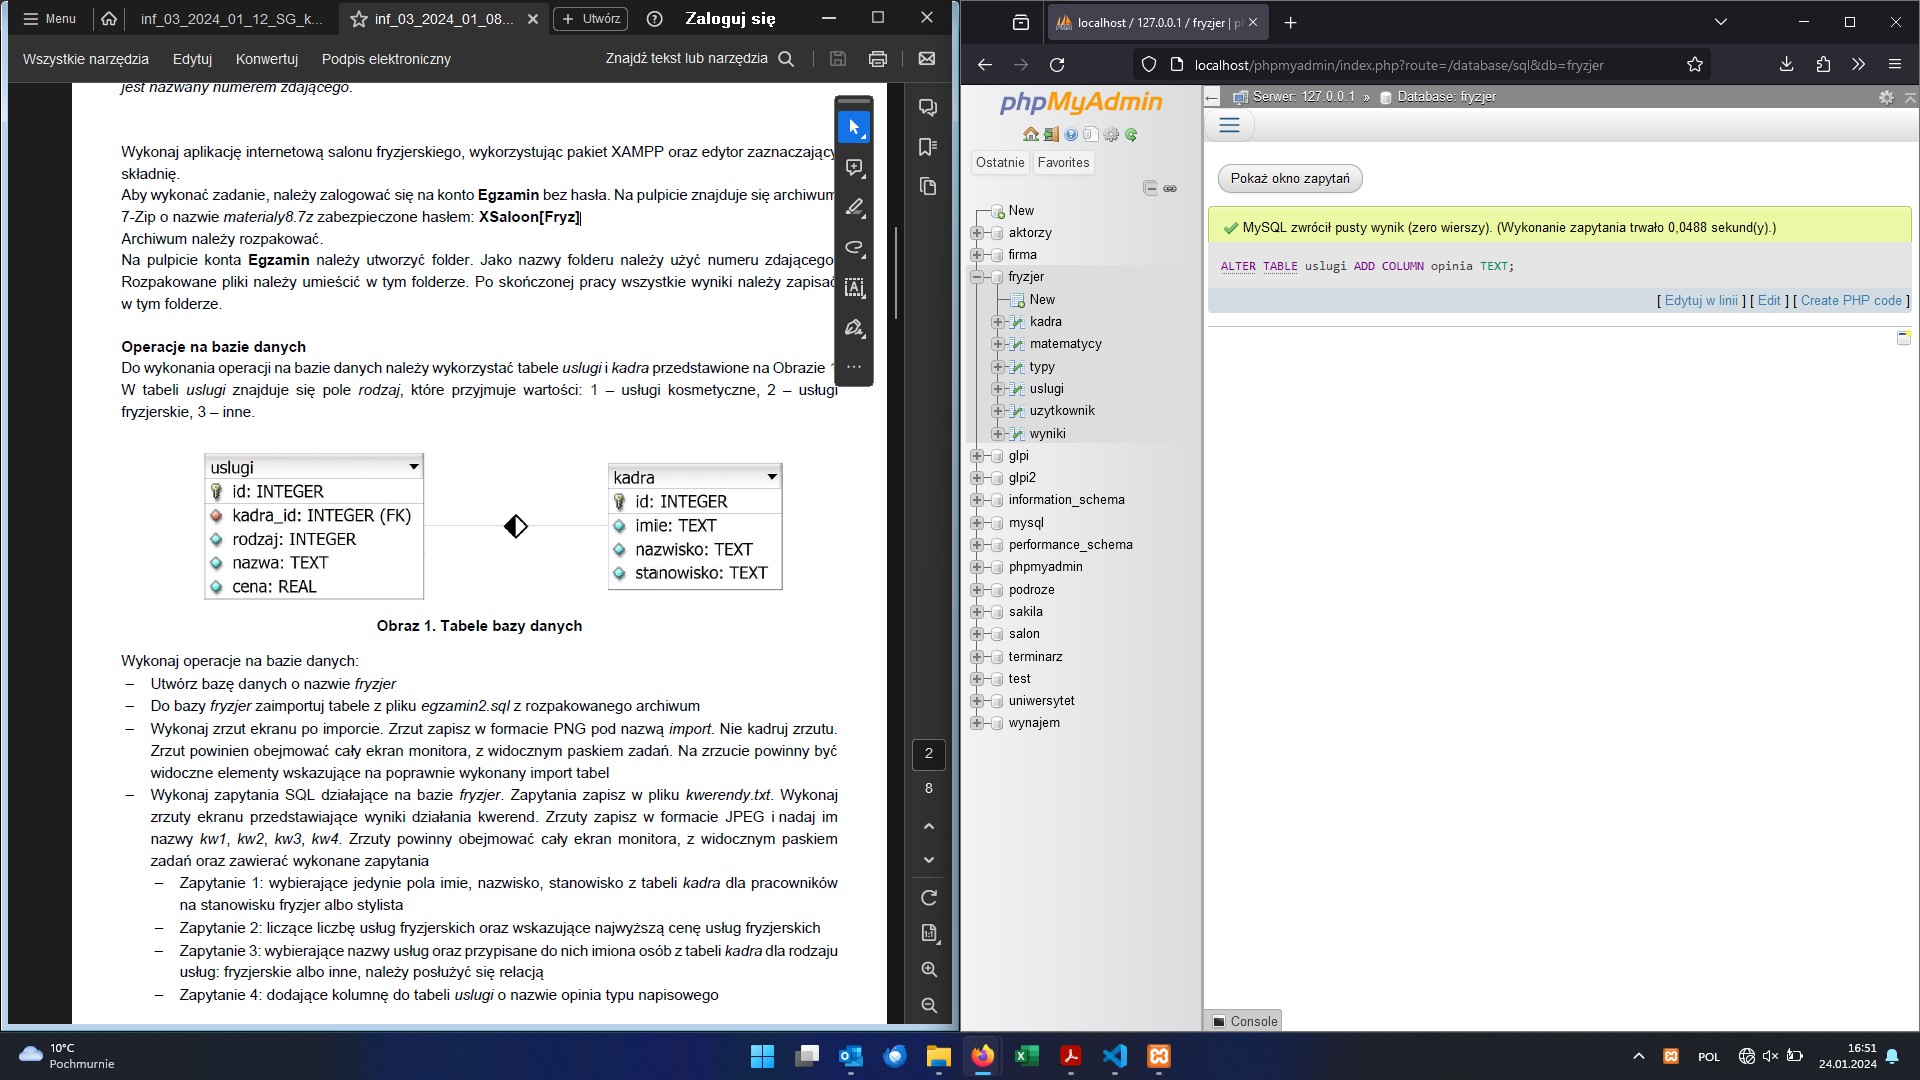 Menu
inf_03_2024_01_12_SG_k...
inf_03_2024_01_08...
Utwórz
Zaloguj się
Wszystkie narzędzia
Edytuj
Konwertuj
Podpis elektroniczny
Znajdź tekst lub narzędzia
jest nazwany numerem zdającego.
Wykonaj aplikację internetową salonu fryzjerskiego, wykorzystując pakiet XAMPP oraz edytor zaznaczający
składnię.
Aby wykonać zadanie, należy zalogować się na konto Egzamin bez hasła. Na pulpicie znajduje się archiwum
7-Zip o nazwie materialy8.7z zabezpieczone hasłem: XSaloon[Fryz]
Archiwum należy rozpakować.
Na pulpicie konta Egzamin należy utworzyć folder. Jako nazwy folderu należy użyć numeru zdającego
Rozpakowane pliki należy umieścić w tym folderze. Po skończonej pracy wszystkie wyniki należy zapisać
w tym folderze.
Operacje na bazie danych
Do wykonania operacji na bazie danych należy wykorzystać tabele uslugi i kadra przedstawione na Obrazie 1
W tabeli uslugi znajduje się pole rodzaj, które przyjmuje wartości: 1 – usługi kosmetyczne, 2 – usługi
fryzjerskie, 3 – inne.
uslugi
id: INTEGER
kadra_id: INTEGER (FK)
rodzaj: INTEGER
nazwa: TEXT
cena: REAL
kadra
id: INTEGER
imie: TEXT
nazwisko: TEXT
stanowisko: TEXT
Obraz 1. Tabele bazy danych
Wykonaj operacje na bazie danych:
– Utwórz bazę danych o nazwie fryzjer
– Do bazy fryzjer zaimportuj tabele z pliku egzamin2.sql z rozpakowanego archiwum
– Wykonaj zrzut ekranu po imporcie. Zrzut zapisz w formacie PNG pod nazwą import. Nie kadruj zrzutu.
Zrzut powinien obejmować cały ekran monitora, z widocznym paskiem zadań. Na zrzucie powinny być
widoczne elementy wskazujące na poprawnie wykonany import tabel
– Wykonaj zapytania SQL działające na bazie fryzjer. Zapytania zapisz w pliku kwerendy.txt. Wykonaj
zrzuty ekranu przedstawiające wyniki działania kwerend. Zrzuty zapisz w formacie JPEG i nadaj im
nazwy kw1, kw2, kw3, kw4. Zrzuty powinny obejmować cały ekran monitora, z widocznym paskiem
zadań oraz zawierać wykonane zapytania
– Zapytanie 1: wybierające jedynie pola imie, nazwisko, stanowisko z tabeli kadra dla pracowników
na stanowisku fryzjer albo stylista
– Zapytanie 2: liczące liczbę usług fryzjerskich oraz wskazujące najwyższą cenę usług fryzjerskich
– Zapytanie 3: wybierające nazwy usług oraz przypisane do nich imiona osób z tabeli kadra dla rodzaju
usług: fryzjerskie albo inne, należy posłużyć się relacją
– Zapytanie 4: dodające kolumnę do tabeli uslugi o nazwie opinia typu napisowego
2
8
1:1
localhost / 127.0.0.1 / fryzjer | p
localhost/phpmyadmin/index.php?route=/database/sql&db=fryzjer
phpMyAdmin
Ostatnie
Favorites
New
aktorzy
firma
fryzjer
New
kadra
matematycy
typy
uslugi
uzytkownik
wyniki
glpi
glpi2
information_schema
mysql
performance_schema
phpmyadmin
podroze
sakila
salon
terminarz
test
uniwersytet
wynajem
Serwer: 127.0.0.1 » Database: fryzjer
Pokaż okno zapytań
MySQL zwrócił pusty wynik (zero wierszy). (Wykonanie zapytania trwało 0,0488 sekund(y).)
ALTER TABLE uslugi ADD COLUMN opinia TEXT;
[ Edytuj w linii ] [ Edit ] [ Create PHP code ]
Console
10°C
Pochmurnie
POL
16:51
24.01.2024